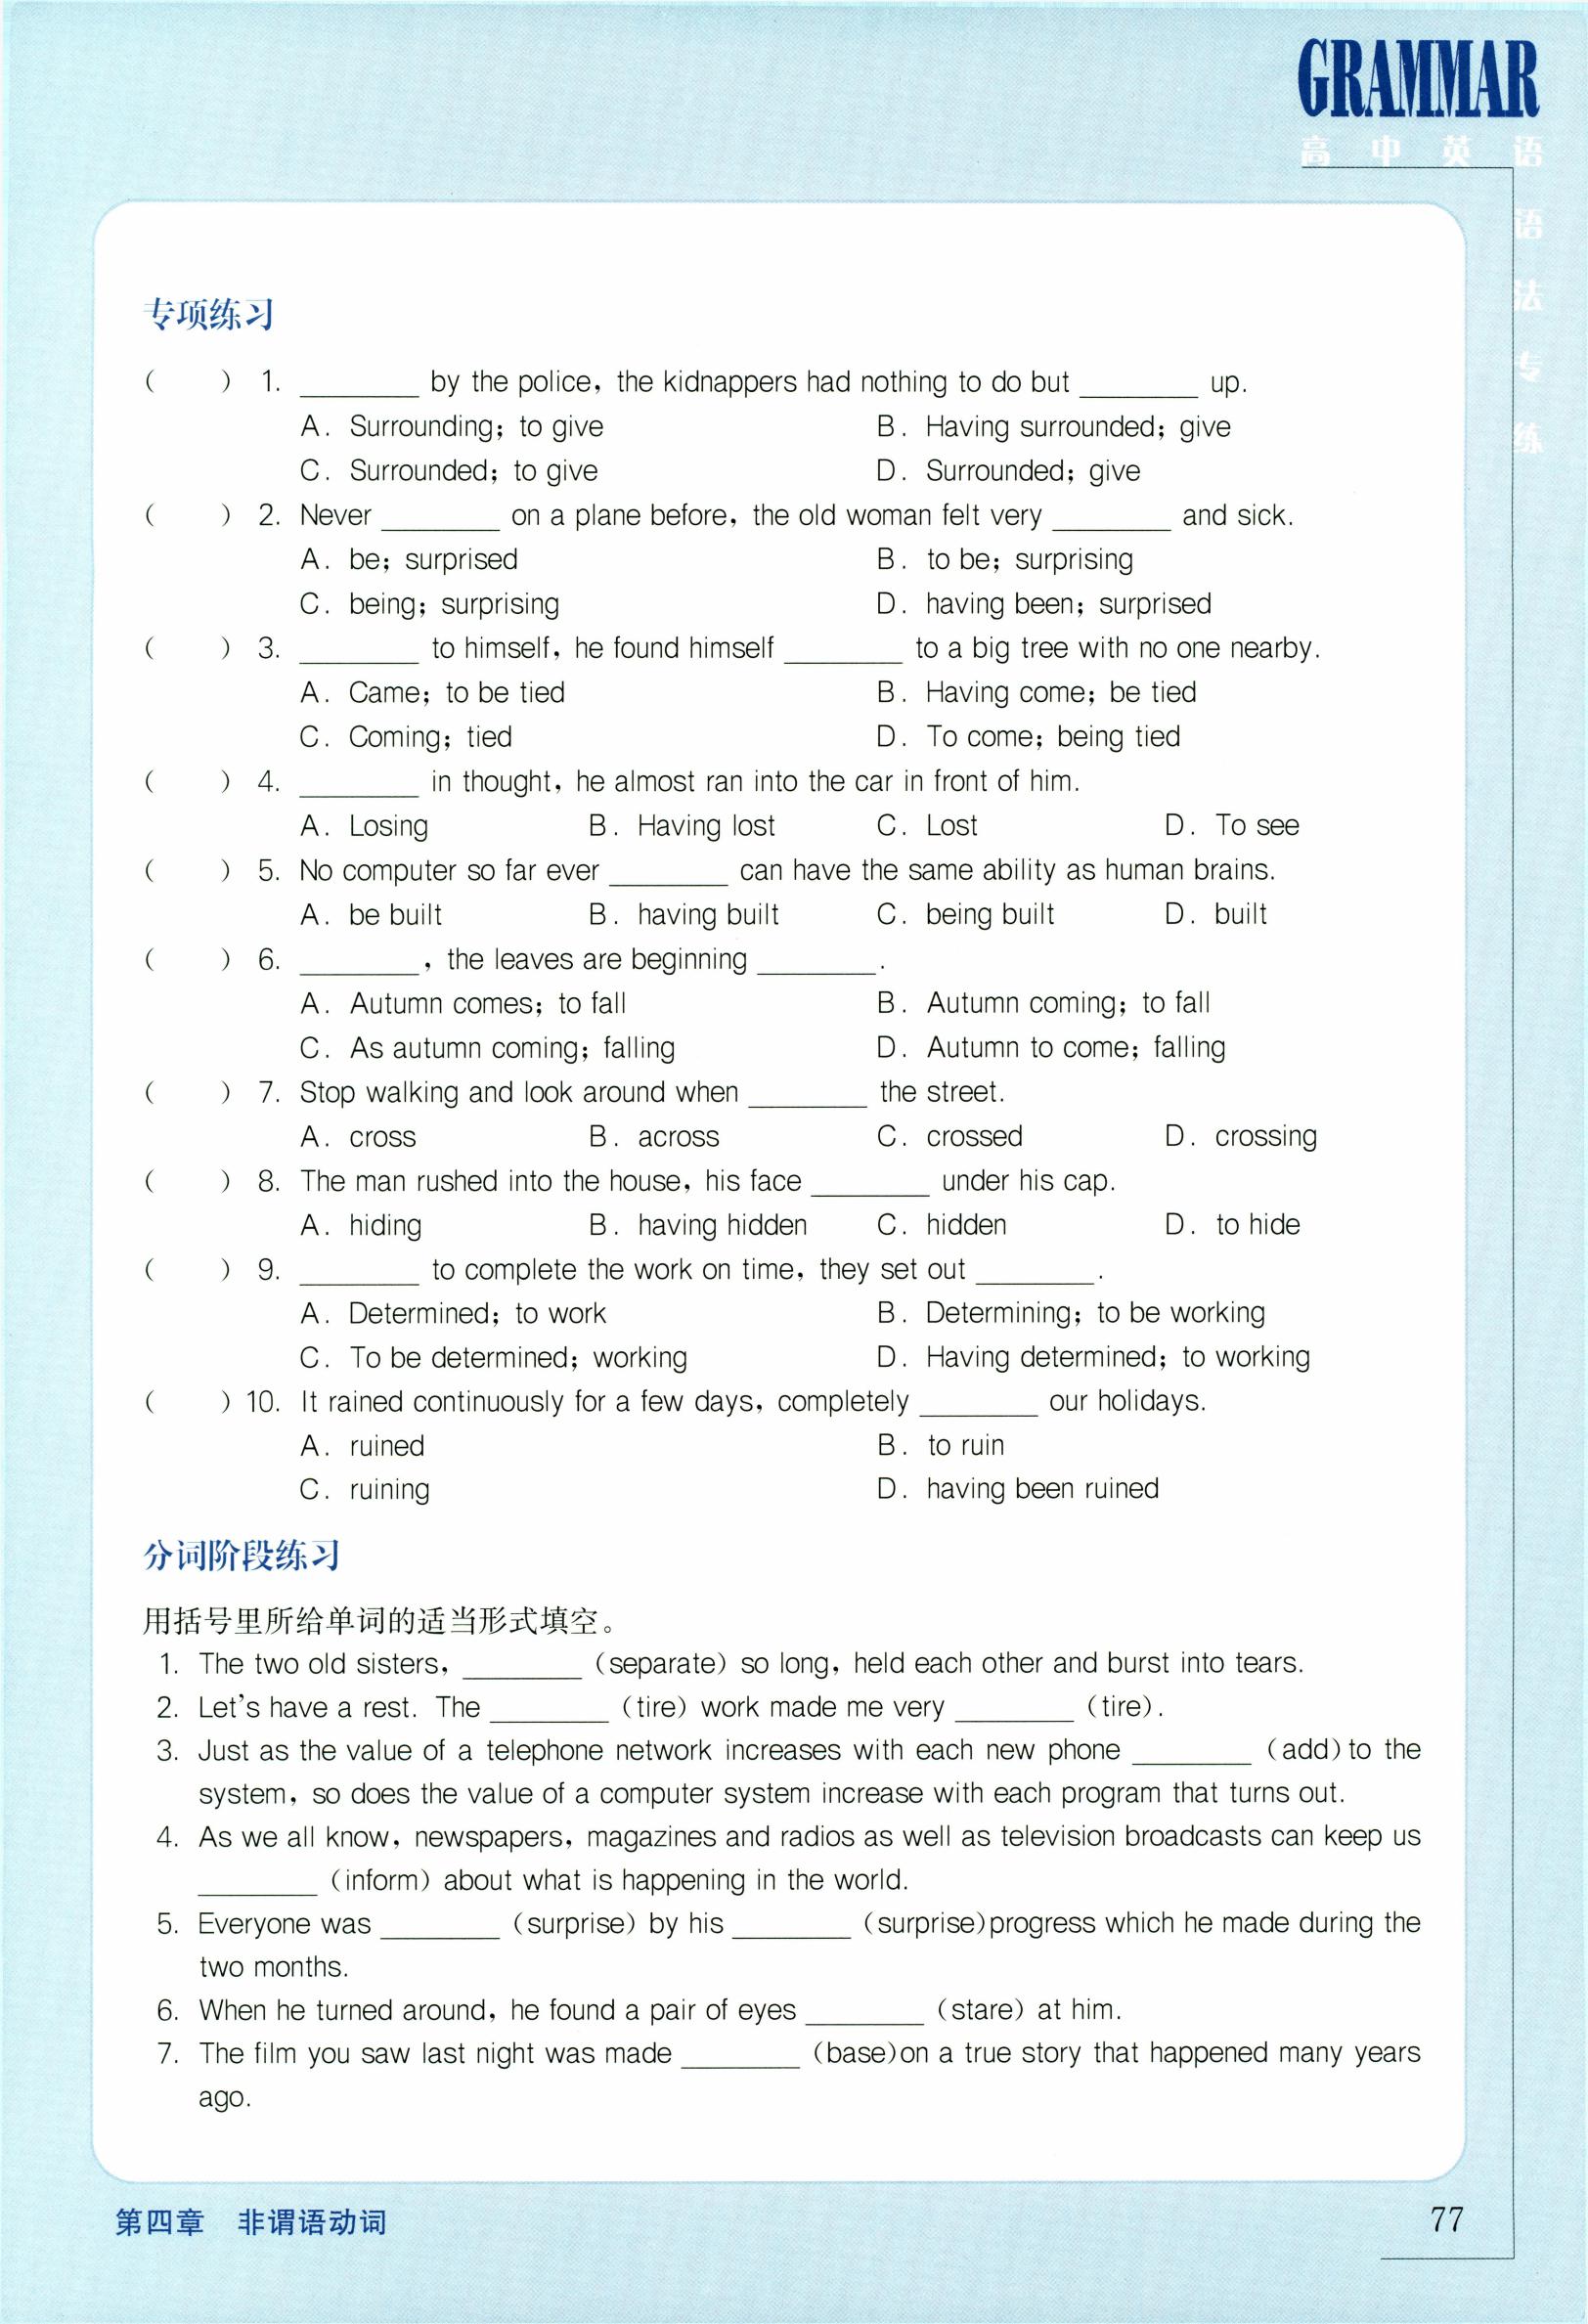 GRAMMAR
高中英语
语法专练
专项练习
(    ) 1. ________ by the police, the kidnappers had nothing to do but ________ up.
A. Surrounding; to give    B. Having surrounded; give
C. Surrounded; to give    D. Surrounded; give
(    ) 2. Never ________ on a plane before, the old woman felt very ________ and sick.
A. be; surprised    B. to be; surprising
C. being; surprising    D. having been; surprised
(    ) 3. ________ to himself, he found himself ________ to a big tree with no one nearby.
A. Came; to be tied    B. Having come; be tied
C. Coming; tied    D. To come; being tied
(    ) 4. ________ in thought, he almost ran into the car in front of him.
A. Losing    B. Having lost    C. Lost    D. To see
(    ) 5. No computer so far ever ________ can have the same ability as human brains.
A. be built    B. having built    C. being built    D. built
(    ) 6. ________, the leaves are beginning ________.
A. Autumn comes; to fall    B. Autumn coming; to fall
C. As autumn coming; falling    D. Autumn to come; falling
(    ) 7. Stop walking and look around when ________ the street.
A. cross    B. across    C. crossed    D. crossing
(    ) 8. The man rushed into the house, his face ________ under his cap.
A. hiding    B. having hidden    C. hidden    D. to hide
(    ) 9. ________ to complete the work on time, they set out ________.
A. Determined; to work    B. Determining; to be working
C. To be determined; working    D. Having determined; to working
(    ) 10. It rained continuously for a few days, completely ________ our holidays.
A. ruined    B. to ruin
C. ruining    D. having been ruined
分词阶段练习
用括号里所给单词的适当形式填空。
1. The two old sisters, ________ (separate) so long, held each other and burst into tears.
2. Let's have a rest. The ________ (tire) work made me very ________ (tire).
3. Just as the value of a telephone network increases with each new phone ________ (add) to the
system, so does the value of a computer system increase with each program that turns out.
4. As we all know, newspapers, magazines and radios as well as television broadcasts can keep us
________ (inform) about what is happening in the world.
5. Everyone was ________ (surprise) by his ________ (surprise) progress which he made during the
two months.
6. When he turned around, he found a pair of eyes ________ (stare) at him.
7. The film you saw last night was made ________ (base) on a true story that happened many years
ago.
第四章 非谓语动词
77